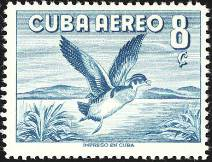 CUBA AEREO 8
¢
IMPRESO EN CUBA